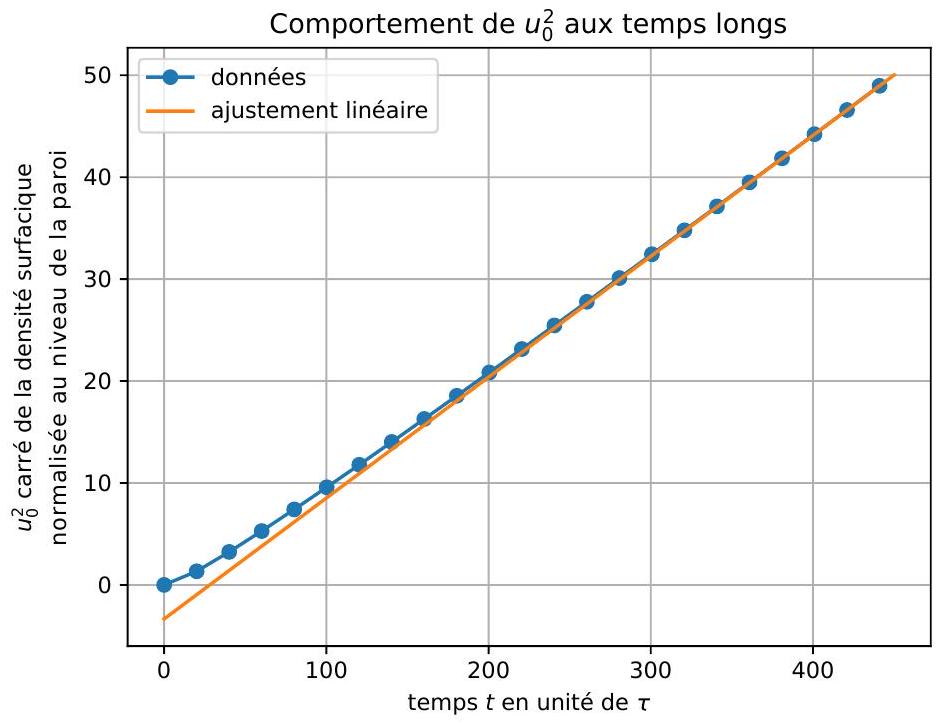 Comportement de $u_0^2$ aux temps longs
données
ajustement linéaire
$u_0^2$ carré de la densité surfacique
normalisée au niveau de la paroi
50
40
30
20
10
0
0 100 200 300 400
temps $t$ en unité de $\tau$